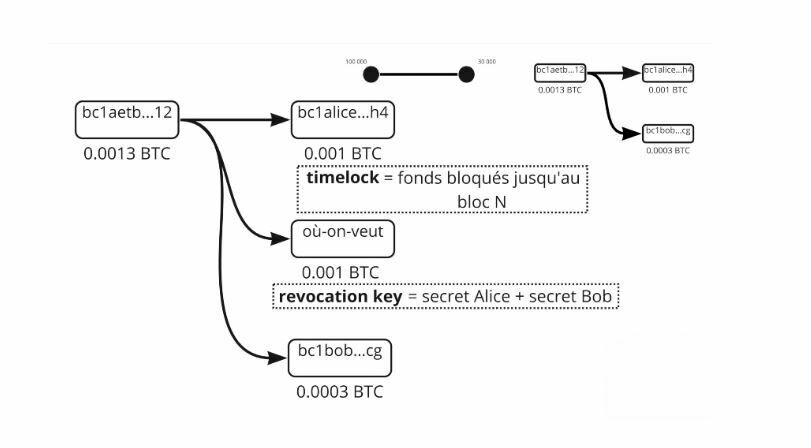 100 000
30 000
bc1aetb...12
bc1alice...h4
0.0013 BTC
0.001 BTC
bc1bob...cg
0.0003 BTC
bc1aetb...12
bc1alice...h4
0.0013 BTC
0.001 BTC
timelock = fonds bloqués jusqu'au
bloc N
où-on-veut
0.001 BTC
revocation key = secret Alice + secret Bob
bc1bob...cg
0.0003 BTC